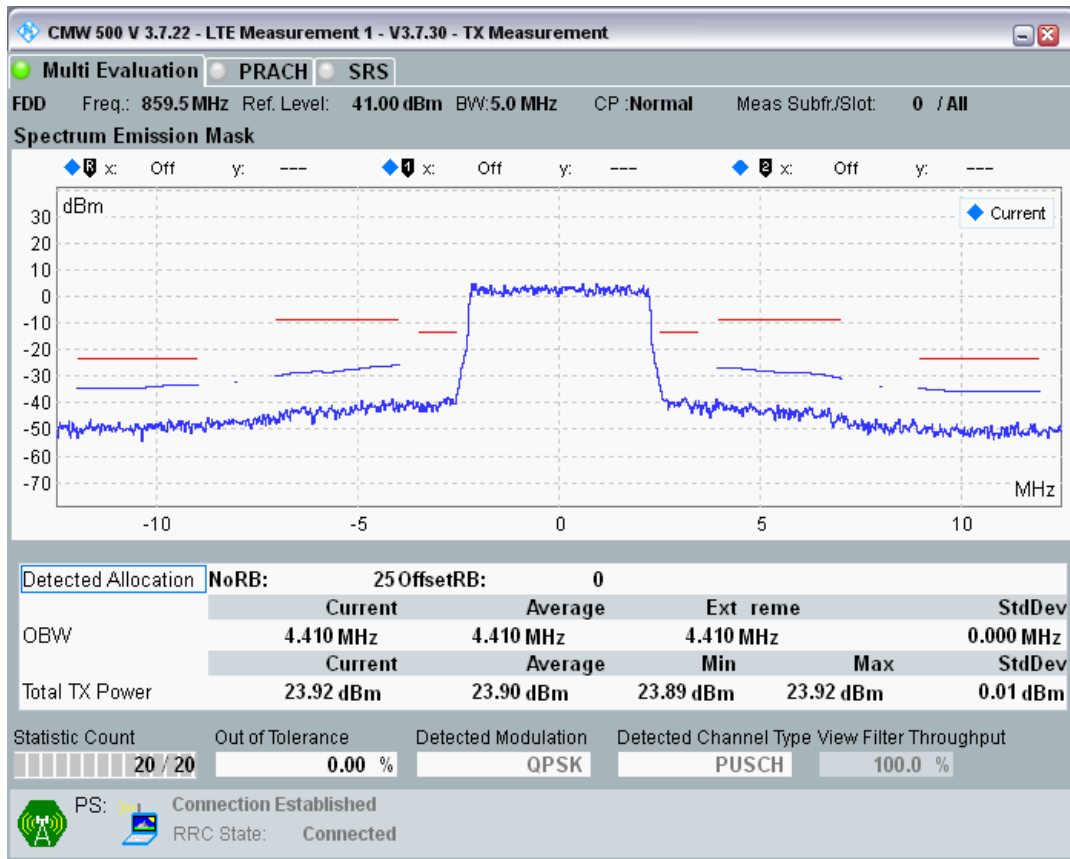 CMW 500 V 3.7.22 - LTE Measurement 1 - V3.7.30 - TX Measurement
Multi Evaluation PRACH SRS
FDD Freq.: 859.5 MHz Ref. Level: 41.00 dBm BW:5.0 MHz CP :Normal Meas Subfr./Slot: 0 / All
Spectrum Emission Mask
R x: Off y: --- 1 x: Off y: --- 2 x: Off y: ---
dBm
Current
30
20
10
0
-10
-20
-30
-40
-50
-60
-70
MHz
-10 -5 0 5 10
Detected Allocation NoRB: 25 OffsetRB: 0
Current Average Ext reme StdDev
OBW 4.410 MHz 4.410 MHz 4.410 MHz 0.000 MHz
Current Average Min Max StdDev
Total TX Power 23.92 dBm 23.90 dBm 23.89 dBm 23.92 dBm 0.01 dBm
Statistic Count Out of Tolerance Detected Modulation Detected Channel Type View Filter Throughput
20 / 20 0.00 % QPSK PUSCH 100.0 %
PS: Connection Established
RRC State: Connected